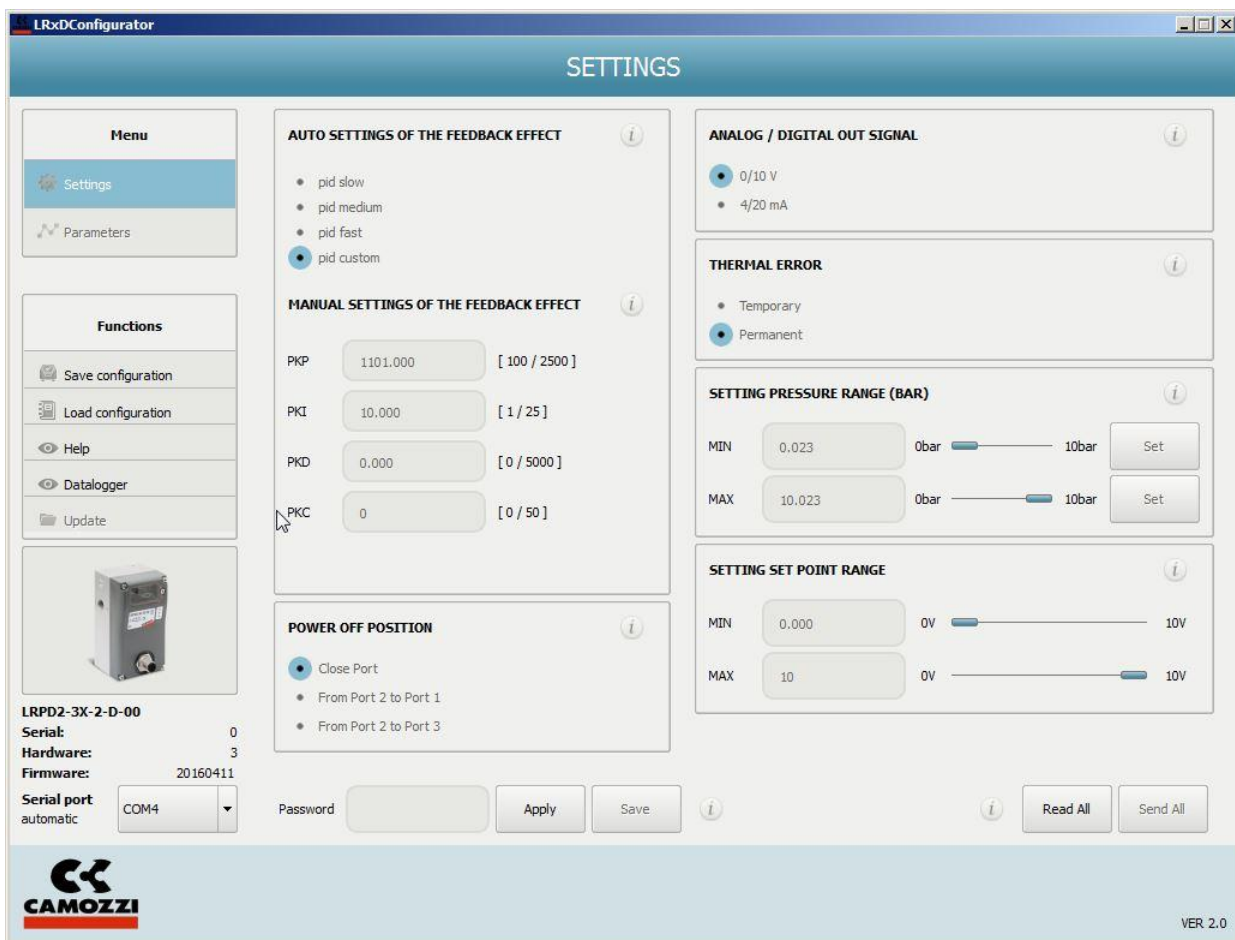 LRxDConfigurator
SETTINGS
Menu
Settings
Parameters
Functions
Save configuration
Load configuration
Help
Datalogger
Update
LRPD2-3X-2-D-00
Serial: 0
Hardware: 3
Firmware: 20160411
Serial port
automatic
COM4
AUTO SETTINGS OF THE FEEDBACK EFFECT
pid slow
pid medium
pid fast
pid custom
MANUAL SETTINGS OF THE FEEDBACK EFFECT
PKP 1101.000 [ 100 / 2500 ]
PKI 10.000 [ 1 / 25 ]
PKD 0.000 [ 0 / 5000 ]
PKC 0 [ 0 / 50 ]
POWER OFF POSITION
Close Port
From Port 2 to Port 1
From Port 2 to Port 3
ANALOG / DIGITAL OUT SIGNAL
0/10 V
4/20 mA
THERMAL ERROR
Temporary
Permanent
SETTING PRESSURE RANGE (BAR)
MIN 0.023 0bar 10bar Set
MAX 10.023 0bar 10bar Set
SETTING SET POINT RANGE
MIN 0.000 0V 10V
MAX 10 0V 10V
Password Apply Save Read All Send All
CAMOZZI
VER 2.0